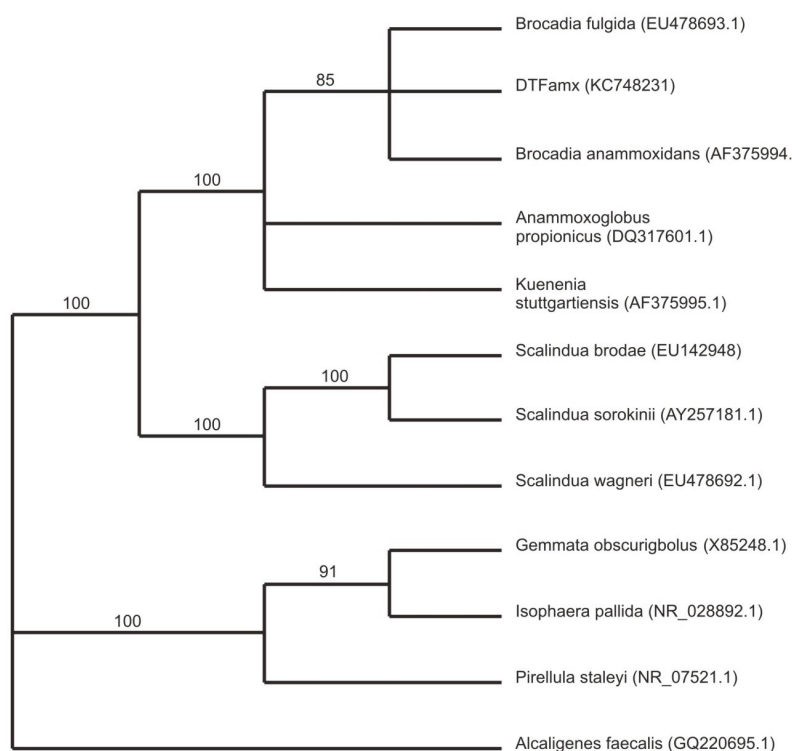 Brocadia fulgida (EU478693.1)
85
DTFamx (KC748231)
Brocadia anammoxidans (AF375994.
100
Anammoxoglobus
propionicus (DQ317601.1)
Kuenenia
stuttgartiensis (AF375995.1)
100
Scalindua brodae (EU142948)
100
Scalindua sorokinii (AY257181.1)
100
Scalindua wagneri (EU478692.1)
Gemmata obscurigbolus (X85248.1)
91
Isophaera pallida (NR_028892.1)
100
Pirellula staleyi (NR_07521.1)
Alcaligenes faecalis (GQ220695.1)